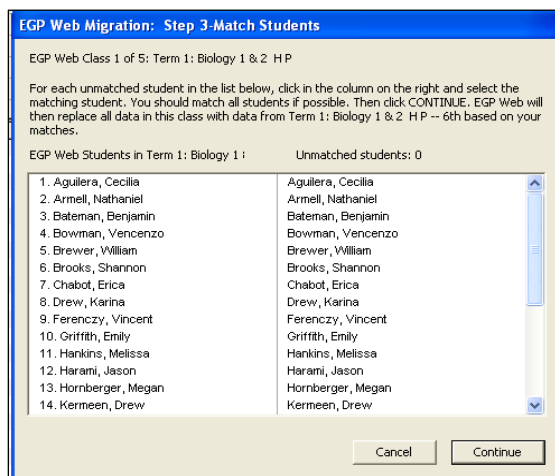 EGP Web Migration: Step 3-Match Students
EGP Web Class 1 of 5: Term 1: Biology 1 & 2 H P
For each unmatched student in the list below, click in the column on the right and select the
matching student. You should match all students if possible. Then click CONTINUE. EGP Web will
then replace all data in this class with data from Term 1: Biology 1 & 2 H P -- 6th based on your
matches.
EGP Web Students in Term 1: Biology 1 : Unmatched students: 0
1. Aguilera, Cecilia Aguilera, Cecilia
2. Armell, Nathaniel Armell, Nathaniel
3. Bateman, Benjamin Bateman, Benjamin
4. Bowman, Vencenzo Bowman, Vencenzo
5. Brewer, William Brewer, William
6. Brooks, Shannon Brooks, Shannon
7. Chabot, Erica Chabot, Erica
8. Drew, Karina Drew, Karina
9. Ferenczy, Vincent Ferenczy, Vincent
10. Griffith, Emily Griffith, Emily
11. Hankins, Melissa Hankins, Melissa
12. Harami, Jason Harami, Jason
13. Hornberger, Megan Hornberger, Megan
14. Kermeen, Drew Kermeen, Drew
Cancel Continue